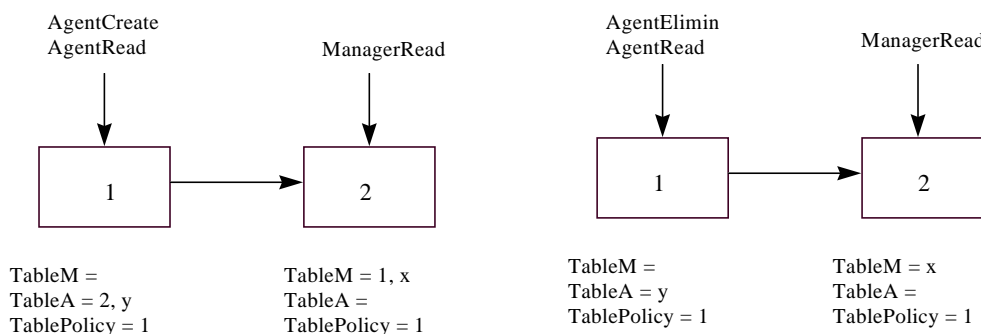 AgentCreate
AgentRead
ManagerRead
1
2
TableM =
TableA = 2, y
TablePolicy = 1
TableM = 1, x
TableA =
TablePolicy = 1
AgentElimin
AgentRead
ManagerRead
1
2
TableM =
TableA = y
TablePolicy = 1
TableM = x
TableA =
TablePolicy = 1